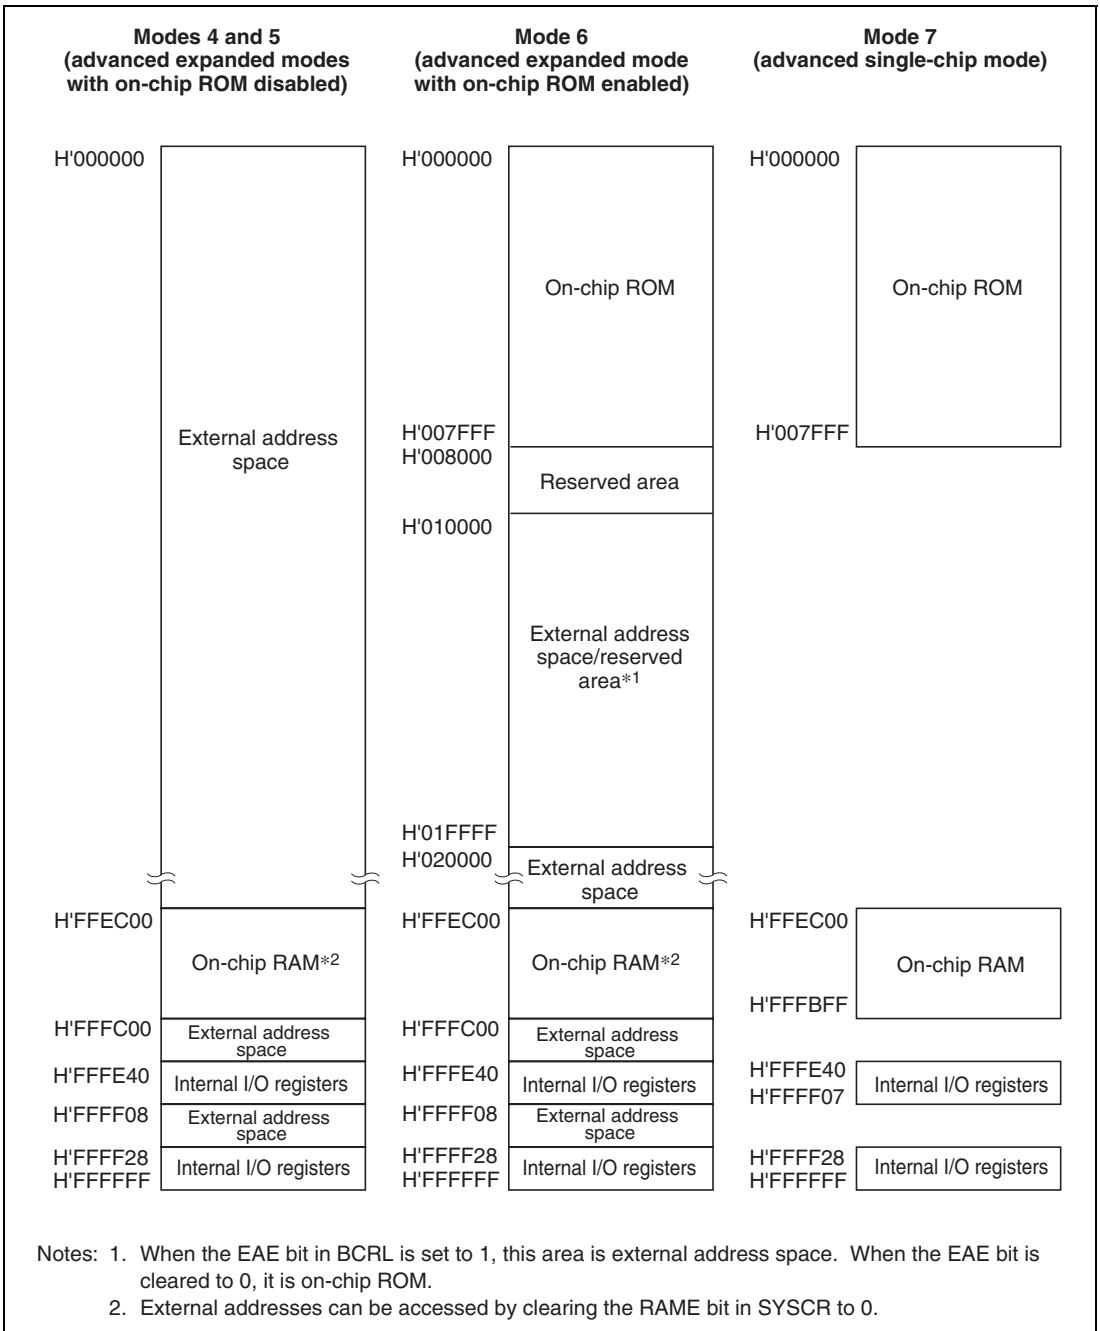 Modes 4 and 5
(advanced expanded modes
with on-chip ROM disabled)
H'000000
External address
space
H'FFEC00
On-chip RAM*2
H'FFFC00
External address
space
H'FFFE40
Internal I/O registers
H'FFFF08
External address
space
H'FFFF28
Internal I/O registers
H'FFFFFF
Mode 6
(advanced expanded mode
with on-chip ROM enabled)
H'000000
On-chip ROM
H'007FFF
H'008000
Reserved area
H'010000
External address
space/reserved
area*1
H'01FFFF
H'020000
External address
space
H'FFEC00
On-chip RAM*2
H'FFFC00
External address
space
H'FFFE40
Internal I/O registers
H'FFFF08
External address
space
H'FFFF28
Internal I/O registers
H'FFFFFF
Mode 7
(advanced single-chip mode)
H'000000
On-chip ROM
H'007FFF
H'FFEC00
On-chip RAM
H'FFFBFF
H'FFFE40
Internal I/O registers
H'FFFF07
H'FFFF28
Internal I/O registers
H'FFFFFF
Notes: 1. When the EAE bit in BCRL is set to 1, this area is external address space. When the EAE bit is
cleared to 0, it is on-chip ROM.
2. External addresses can be accessed by clearing the RAME bit in SYSCR to 0.